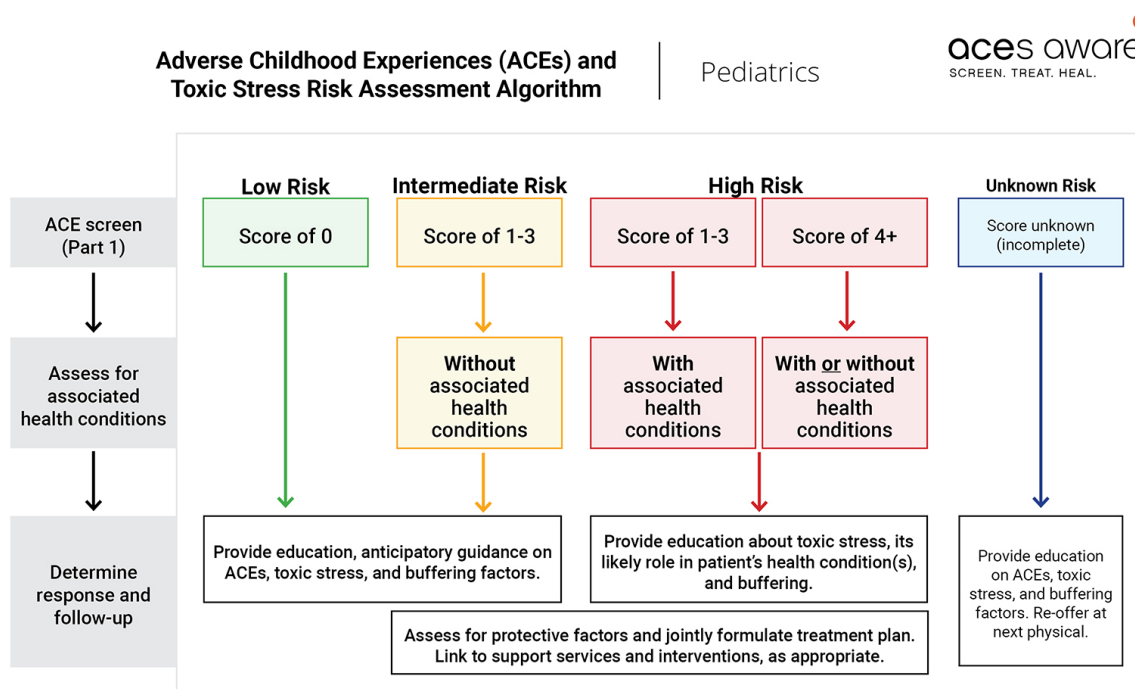 Adverse Childhood Experiences (ACEs) and
Toxic Stress Risk Assessment Algorithm
Pediatrics
aces aware
SCREEN. TREAT. HEAL.
Low Risk
Intermediate Risk
High Risk
Unknown Risk
ACE screen
(Part 1)
Score of 0
Score of 1-3
Score of 1-3
Score of 4+
Score unknown
(incomplete)
Assess for
associated
health conditions
Without
associated
health
conditions
With
associated
health
conditions
With or without
associated
health
conditions
Determine
response and
follow-up
Provide education, anticipatory guidance on
ACEs, toxic stress, and buffering factors.
Provide education about toxic stress, its
likely role in patient's health condition(s),
and buffering.
Assess for protective factors and jointly formulate treatment plan.
Link to support services and interventions, as appropriate.
Provide education
on ACEs, toxic
stress, and buffering
factors. Re-offer at
next physical.